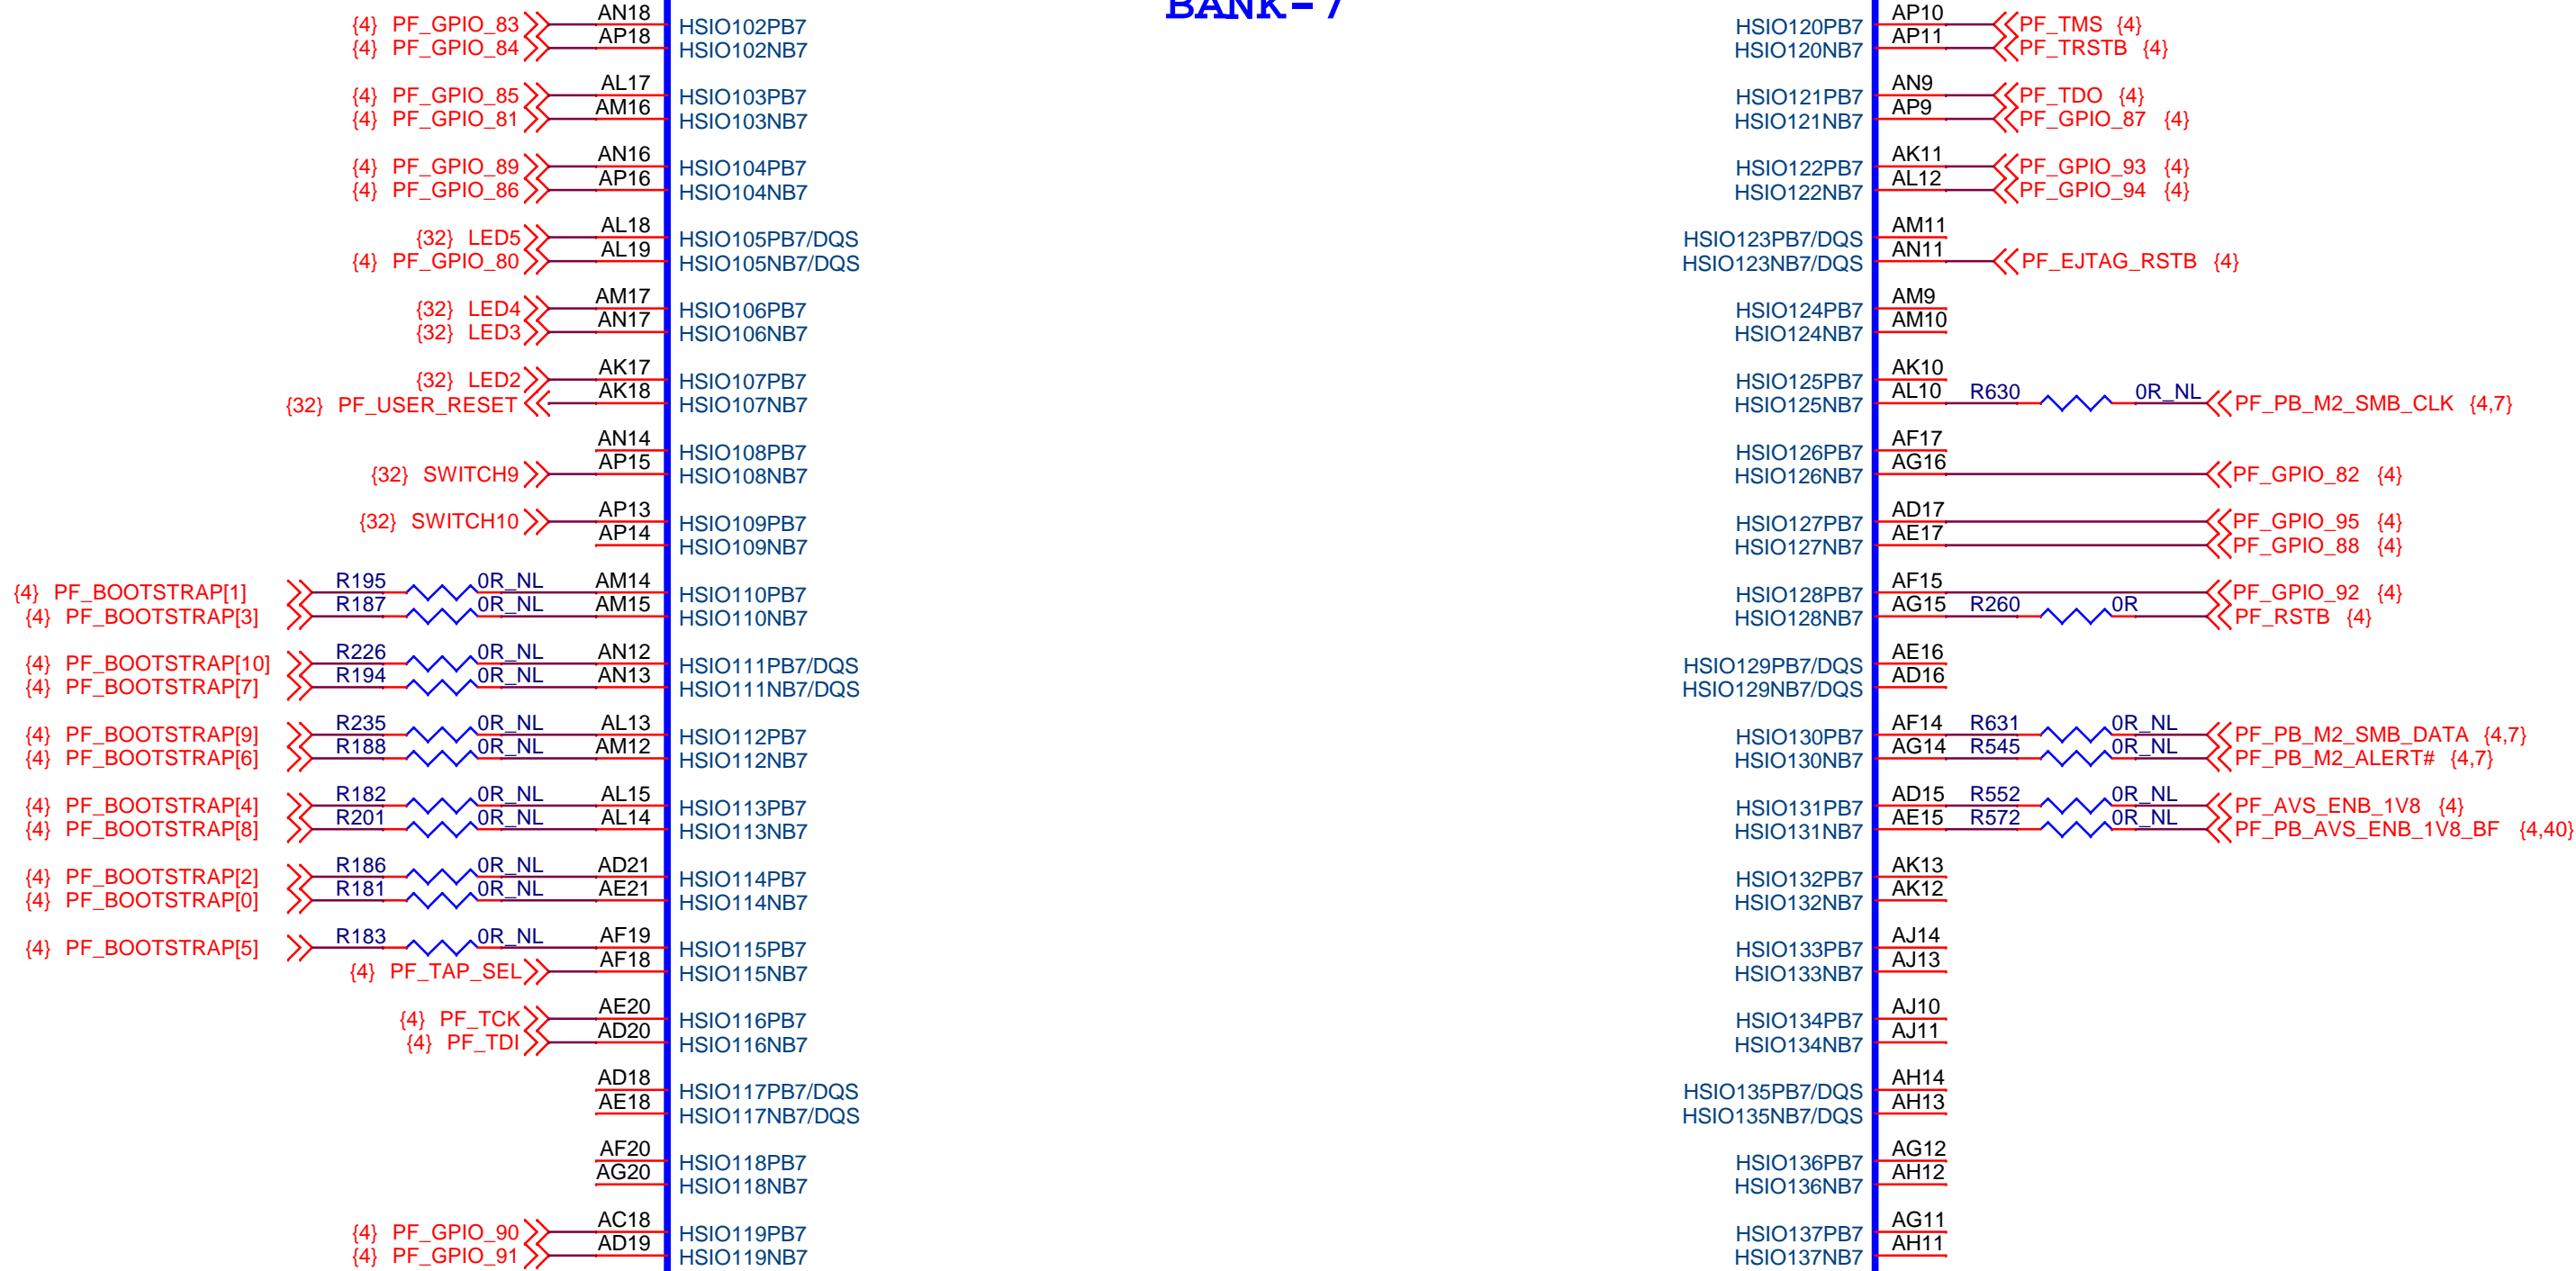 BANK-7
{4} PF_GPIO_83 AN18 HSIO102PB7
{4} PF_GPIO_84 AP18 HSIO102NB7
{4} PF_GPIO_85 AL17 HSIO103PB7
{4} PF_GPIO_81 AM16 HSIO103NB7
{4} PF_GPIO_89 AN16 HSIO104PB7
{4} PF_GPIO_86 AP16 HSIO104NB7
{32} LED5 AL18 HSIO105PB7/DQS
{4} PF_GPIO_80 AL19 HSIO105NB7/DQS
{32} LED4 AM17 HSIO106PB7
{32} LED3 AN17 HSIO106NB7
{32} LED2 AK17 HSIO107PB7
{32} PF_USER_RESET AK18 HSIO107NB7
AN14 HSIO108PB7
{32} SWITCH9 AP15 HSIO108NB7
{32} SWITCH10 AP13 HSIO109PB7
AP14 HSIO109NB7
{4} PF_BOOTSTRAP[1] R195 0R_NL AM14 HSIO110PB7
{4} PF_BOOTSTRAP[3] R187 0R_NL AM15 HSIO110NB7
{4} PF_BOOTSTRAP[10] R226 0R_NL AN12 HSIO111PB7/DQS
{4} PF_BOOTSTRAP[7] R194 0R_NL AN13 HSIO111NB7/DQS
{4} PF_BOOTSTRAP[9] R235 0R_NL AL13 HSIO112PB7
{4} PF_BOOTSTRAP[6] R188 0R_NL AM12 HSIO112NB7
{4} PF_BOOTSTRAP[4] R182 0R_NL AL15 HSIO113PB7
{4} PF_BOOTSTRAP[8] R201 0R_NL AL14 HSIO113NB7
{4} PF_BOOTSTRAP[2] R186 0R_NL AD21 HSIO114PB7
{4} PF_BOOTSTRAP[0] R181 0R_NL AE21 HSIO114NB7
{4} PF_BOOTSTRAP[5] R183 0R_NL AF19 HSIO115PB7
{4} PF_TAP_SEL AF18 HSIO115NB7
{4} PF_TCK AE20 HSIO116PB7
{4} PF_TDI AD20 HSIO116NB7
AD18 HSIO117PB7/DQS
AE18 HSIO117NB7/DQS
AF20 HSIO118PB7
AG20 HSIO118NB7
{4} PF_GPIO_90 AC18 HSIO119PB7
{4} PF_GPIO_91 AD19 HSIO119NB7
HSIO120PB7 AP10 PF_TMS {4}
HSIO120NB7 AP11 PF_TRSTB {4}
HSIO121PB7 AN9 PF_TDO {4}
HSIO121NB7 AP9 PF_GPIO_87 {4}
HSIO122PB7 AK11 PF_GPIO_93 {4}
HSIO122NB7 AL12 PF_GPIO_94 {4}
HSIO123PB7/DQS AM11
HSIO123NB7/DQS AN11 PF_EJTAG_RSTB {4}
HSIO124PB7 AM9
HSIO124NB7 AM10
HSIO125PB7 AK10
HSIO125NB7 AL10 R630 0R_NL PF_PB_M2_SMB_CLK {4,7}
HSIO126PB7 AF17
HSIO126NB7 AG16 PF_GPIO_82 {4}
HSIO127PB7 AD17 PF_GPIO_95 {4}
HSIO127NB7 AE17 PF_GPIO_88 {4}
HSIO128PB7 AF15 PF_GPIO_92 {4}
HSIO128NB7 AG15 R260 0R PF_RSTB {4}
HSIO129PB7/DQS AE16
HSIO129NB7/DQS AD16
HSIO130PB7 AF14 R631 0R_NL PF_PB_M2_SMB_DATA {4,7}
HSIO130NB7 AG14 R545 0R_NL PF_PB_M2_ALERT# {4,7}
HSIO131PB7 AD15 R552 0R_NL PF_AVS_ENB_1V8 {4}
HSIO131NB7 AE15 R572 0R_NL PF_PB_AVS_ENB_1V8_BF {4,40}
HSIO132PB7 AK13
HSIO132NB7 AK12
HSIO133PB7 AJ14
HSIO133NB7 AJ13
HSIO134PB7 AJ10
HSIO134NB7 AJ11
HSIO135PB7/DQS AH14
HSIO135NB7/DQS AH13
HSIO136PB7 AG12
HSIO136NB7 AH12
HSIO137PB7 AG11
HSIO137NB7 AH11